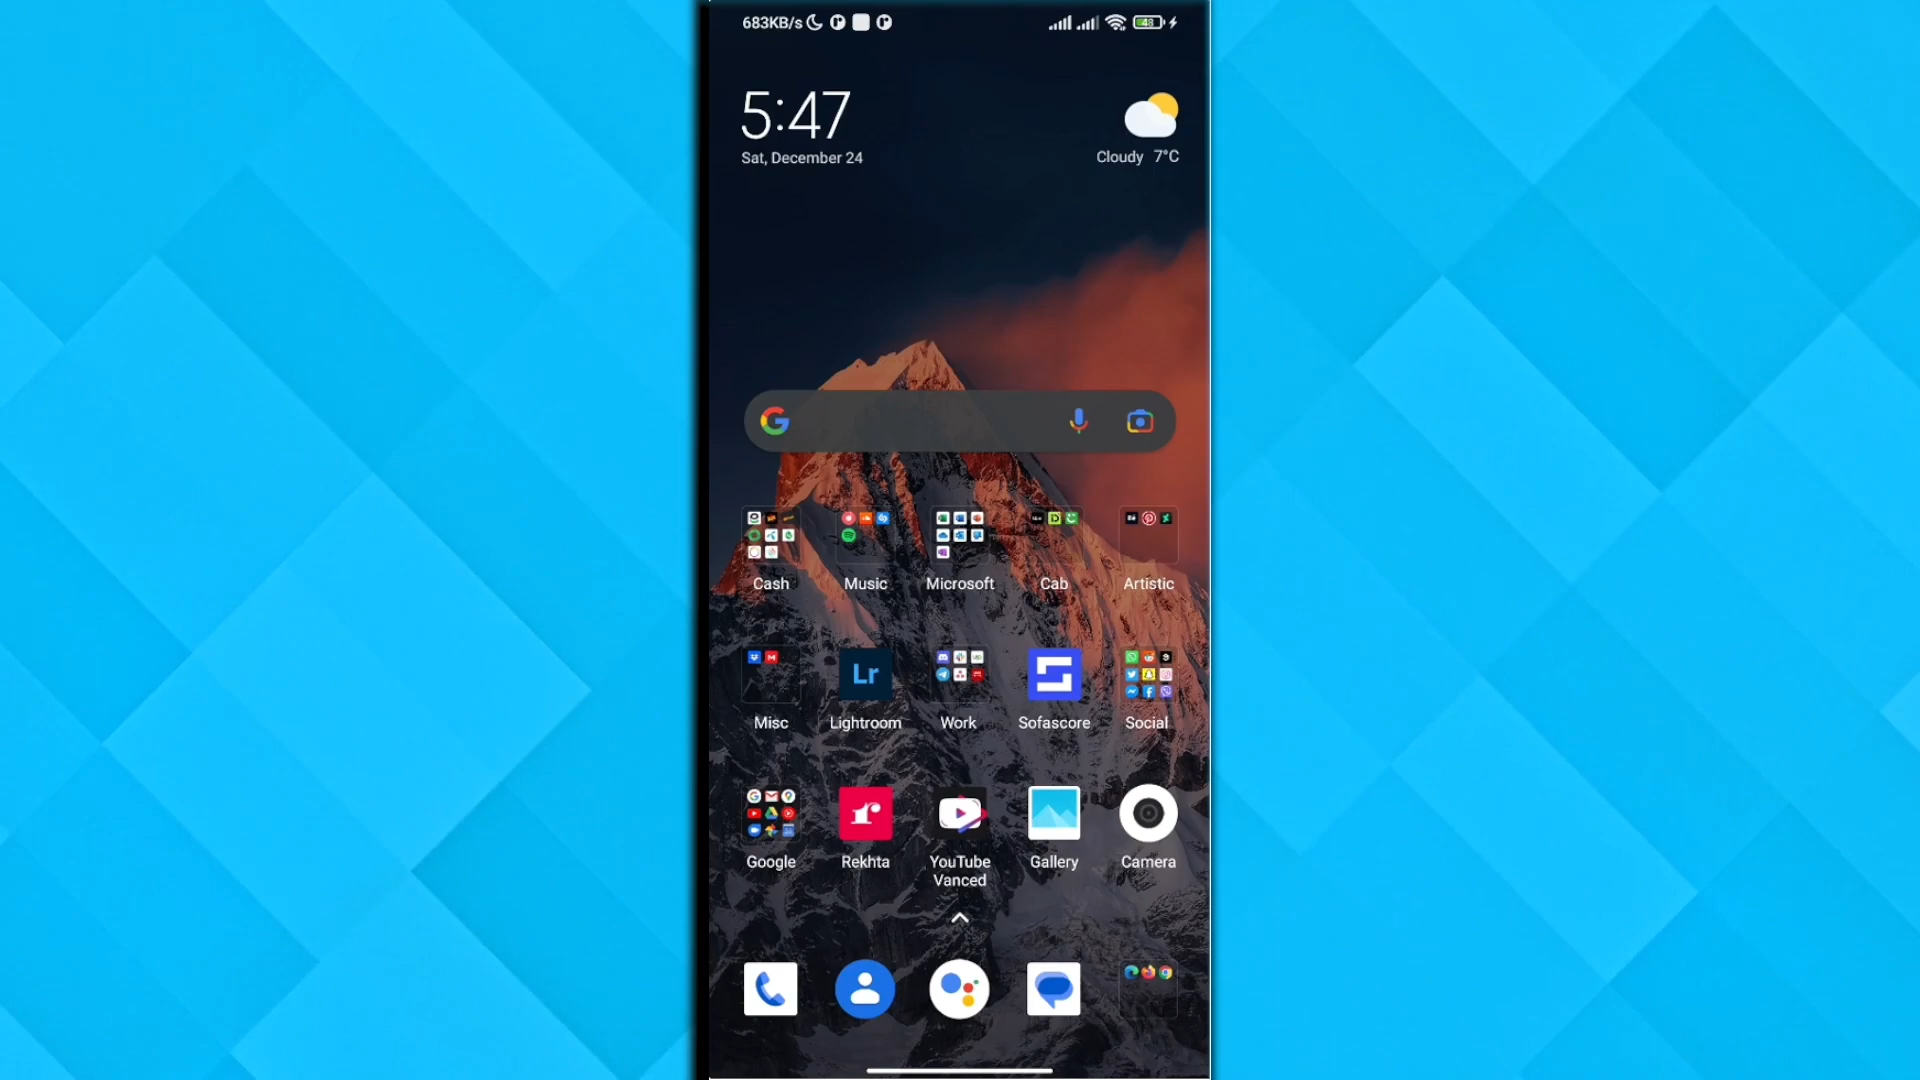 683KB/s
48
5:47
Sat, December 24
Cloudy 7°C
Cash
Music
Microsoft
Cab
Artistic
Lr
Misc
Lightroom
Work
Sofascore
Social
Google
Rekhta
YouTube
Vanced
Gallery
Camera